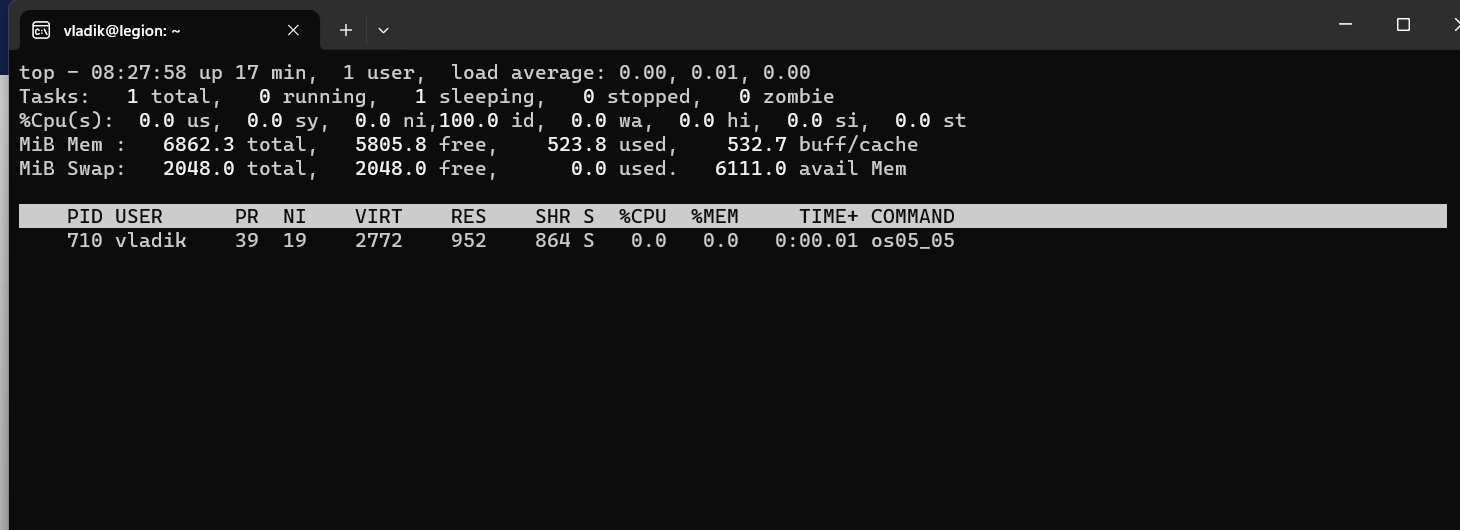 vladik@legion: ~
top - 08:27:58 up 17 min,  1 user,  load average: 0.00, 0.01, 0.00
Tasks:   1 total,   0 running,   1 sleeping,   0 stopped,   0 zombie
%Cpu(s):  0.0 us,  0.0 sy,  0.0 ni,100.0 id,  0.0 wa,  0.0 hi,  0.0 si,  0.0 st
MiB Mem :   6862.3 total,   5805.8 free,    523.8 used,    532.7 buff/cache
MiB Swap:   2048.0 total,   2048.0 free,      0.0 used.   6111.0 avail Mem
    PID USER      PR  NI    VIRT    RES    SHR S  %CPU  %MEM     TIME+ COMMAND
    710 vladik    39  19    2772    952    864 S   0.0   0.0   0:00.01 os05_05